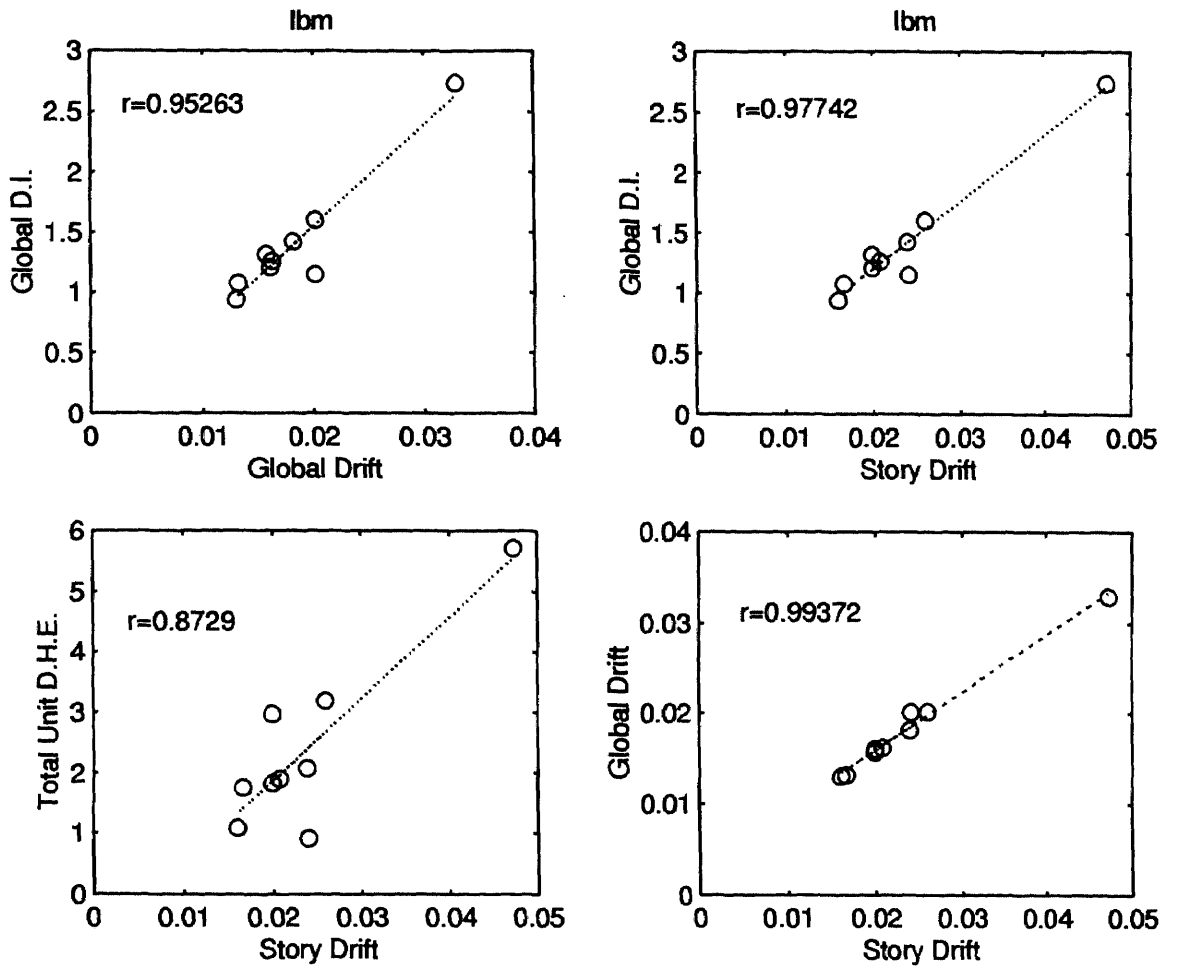 Ibm
3
2.5
2
1.5
1
0.5
0
r=0.95263
Global D.I.
0 0.01 0.02 0.03 0.04
Global Drift
Ibm
3
2.5
2
1.5
1
0.5
0
r=0.97742
Global D.I.
0 0.01 0.02 0.03 0.04 0.05
Story Drift
6
5
4
3
2
1
0
r=0.8729
Total Unit D.H.E.
0 0.01 0.02 0.03 0.04 0.05
Story Drift
0.04
0.03
0.02
0.01
0
r=0.99372
Global Drift
0 0.01 0.02 0.03 0.04 0.05
Story Drift